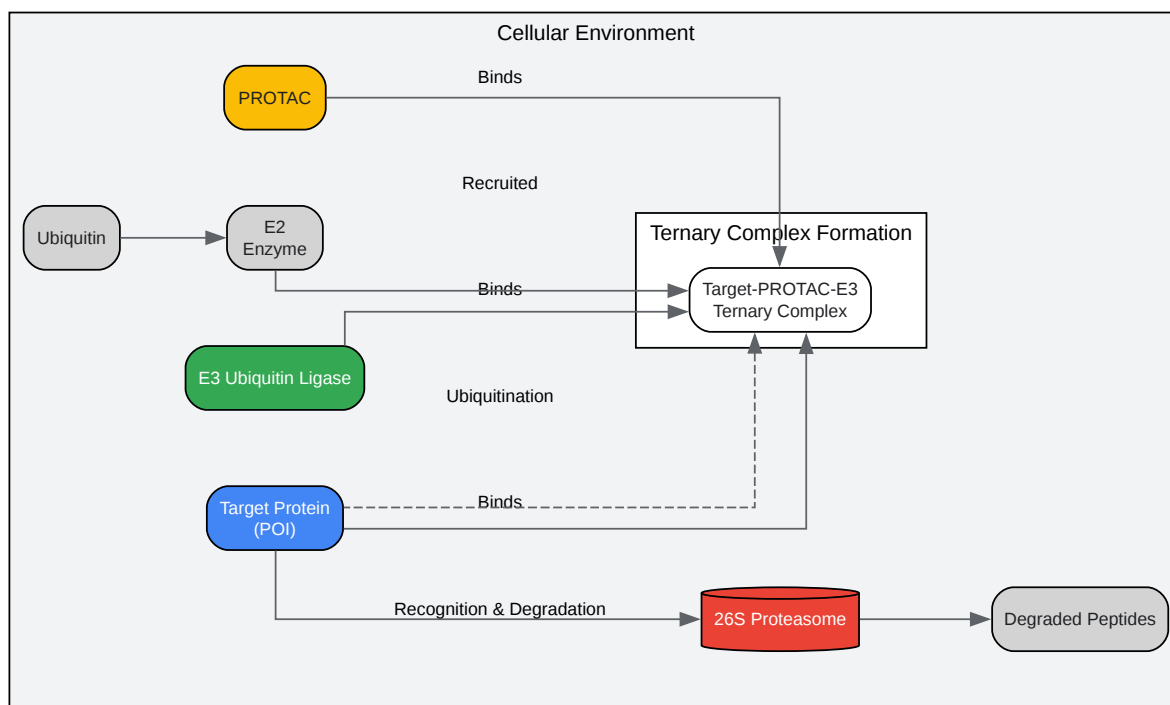 Cellular Environment
Binds
PROTAC
Recruited
Ubiquitin
E2
Enzyme
Ternary Complex Formation
Binds
Target-PROTAC-E3
Ternary Complex
E3 Ubiquitin Ligase
Ubiquitination
Target Protein
(POI)
Binds
Recognition & Degradation
26S Proteasome
Degraded Peptides